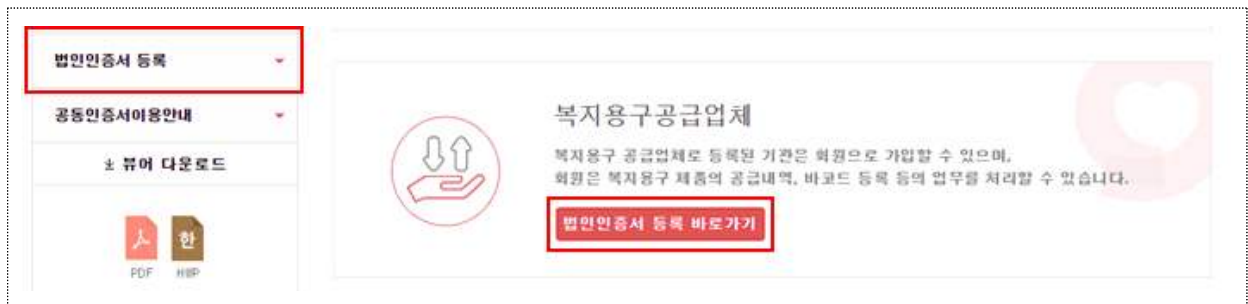 법인인증서 등록
공동인증서이용안내
뷰어 다운로드
한
PDF HWP
복지용구공급업체
복지용구 공급업체로 등록된 기관은 회원으로 가입할 수 있으며,
회원은 복지용구 제품의 공급내역, 바코드 등록 등의 업무를 처리할 수 있습니다.
법인인증서 등록 바로가기